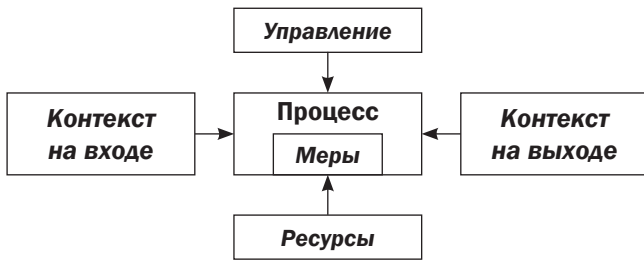 Управление
Контекст
на входе
Процесс
Меры
Контекст
на выходе
Ресурсы